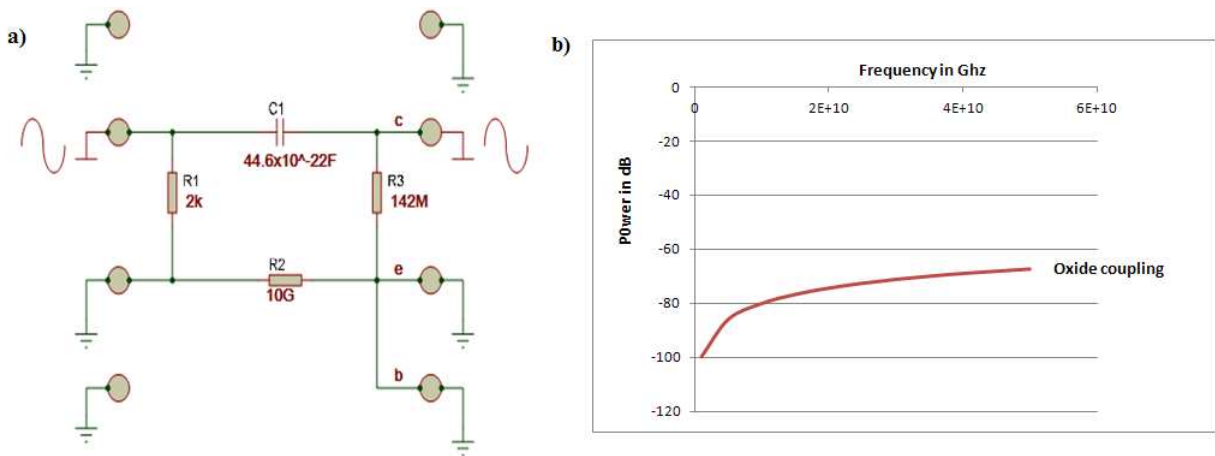 a)
C1
c
44.6x10^-22F
R1
2k
R3
142M
R2
10G
e
b
b)
Frequency in Ghz
0
0
2E+10
4E+10
6E+10
-20
-40
-60
-80
-100
-120
P0wer in dB
Oxide coupling